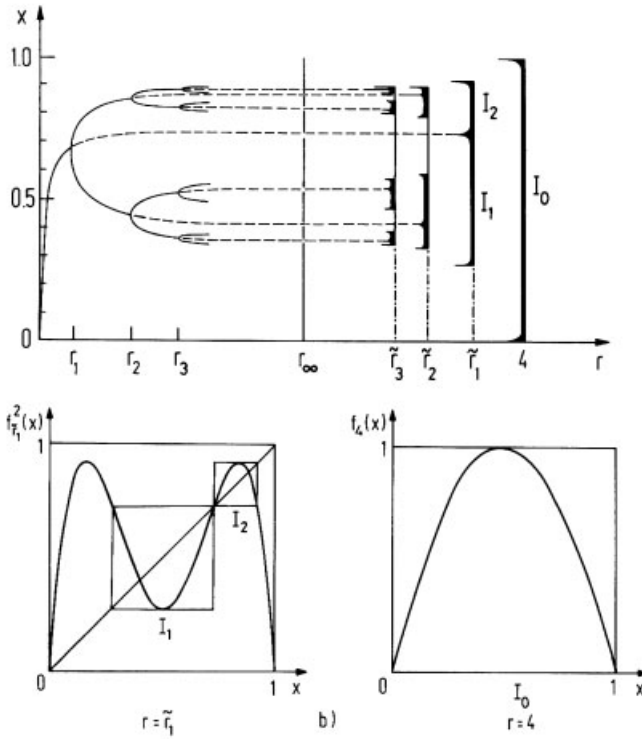 x
1.0
I₂
0.5
I₁
I₀
0
r₁
r₂
r₃
r∞
r̃₃
r̃₂
r̃₁
4
r
f²r̃₁(x)
1
I₂
I₁
0
1
x
r = r̃₁
b)
f₄(x)
1
0
I₀
1
x
r = 4